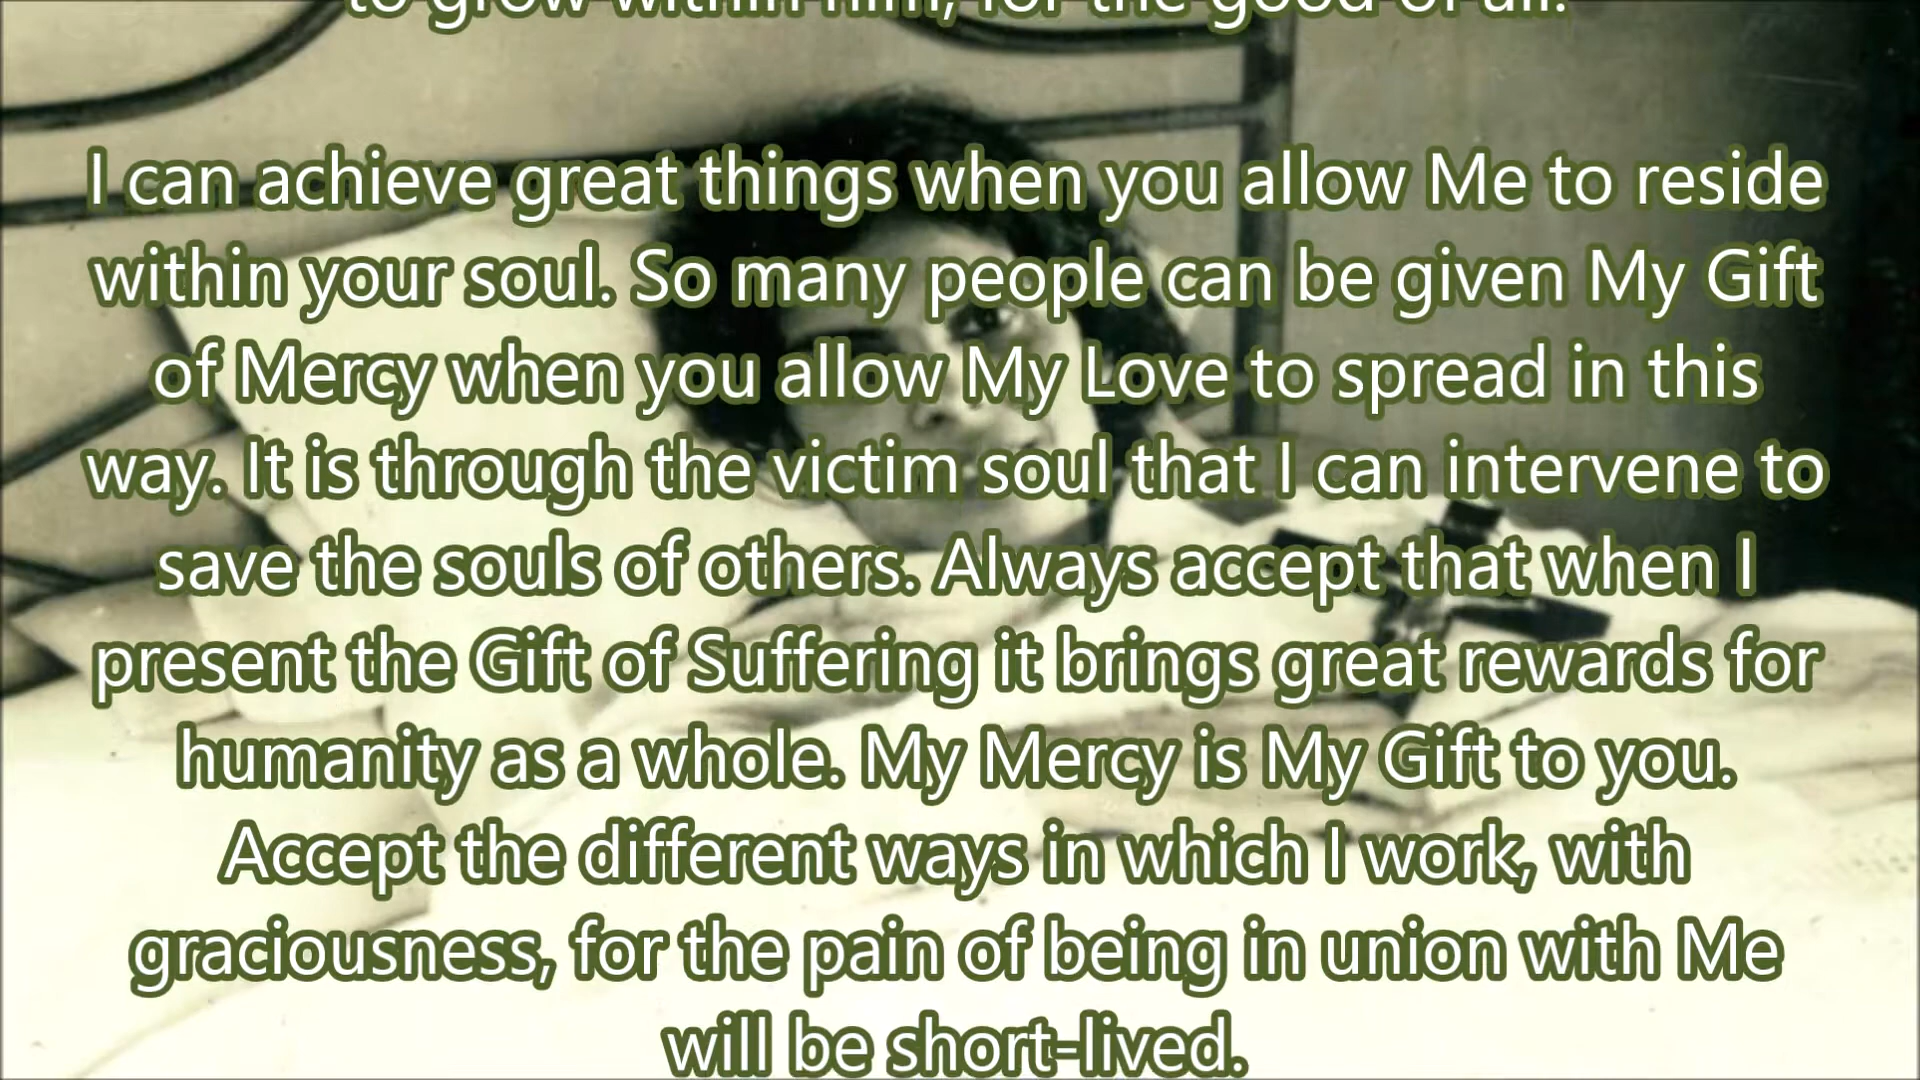 to grow within him, for the good of all.
I can achieve great things when you allow Me to reside
within your soul. So many people can be given My Gift
of Mercy when you allow My Love to spread in this
way. It is through the victim soul that I can intervene to
save the souls of others. Always accept that when I
present the Gift of Suffering it brings great rewards for
humanity as a whole. My Mercy is My Gift to you.
Accept the different ways in which I work, with
graciousness, for the pain of being in union with Me
will be short-lived.